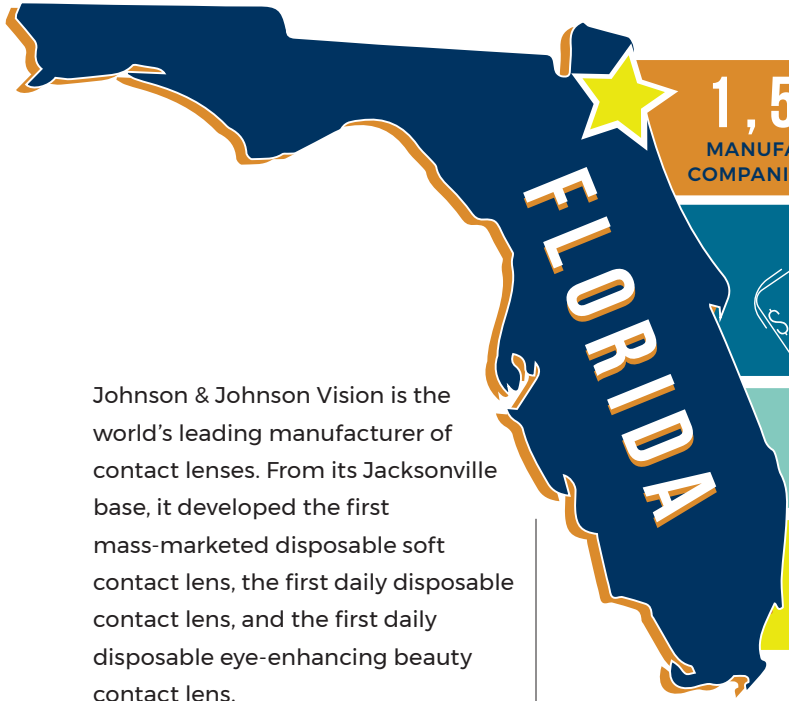 1,5
MANUFA
COMPANI
FLORIDA
Johnson & Johnson Vision is the
world’s leading manufacturer of
contact lenses. From its Jacksonville
base, it developed the first
mass-marketed disposable soft
contact lens, the first daily disposable
contact lens, and the first daily
disposable eye-enhancing beauty
contact lens.